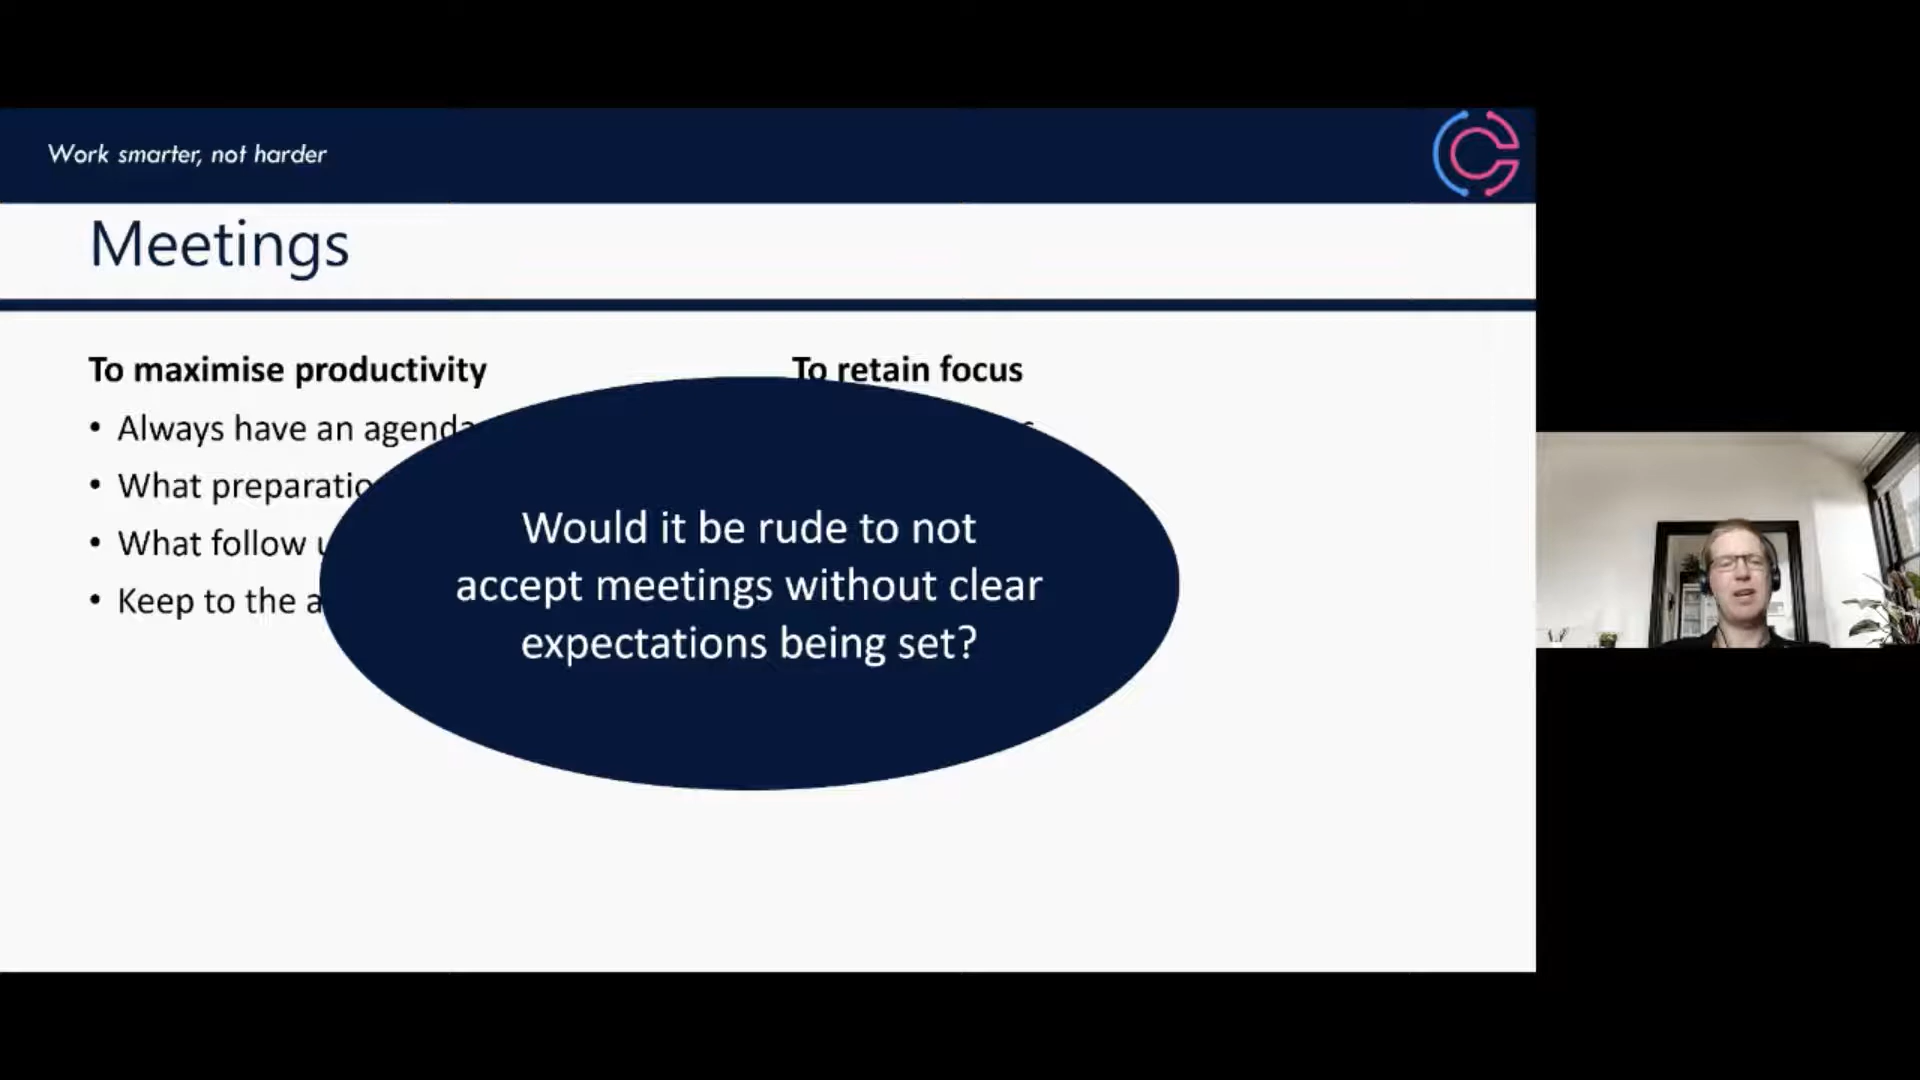 Work smarter, not harder
Meetings
To maximise productivity
To retain focus
• Always have an agenda
• What
• What follow
• Keep to the
Would it be rude to not
accept meetings without clear
expectations being set?